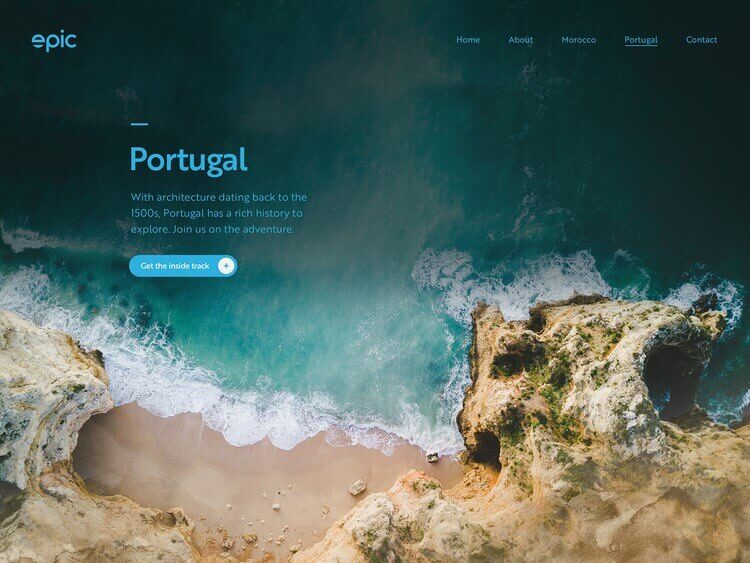 epic
Home About Morocco Portugal Contact
Portugal
With architecture dating back to the
1500s, Portugal has a rich history to
explore. Join us on the adventure.
Get the inside track +